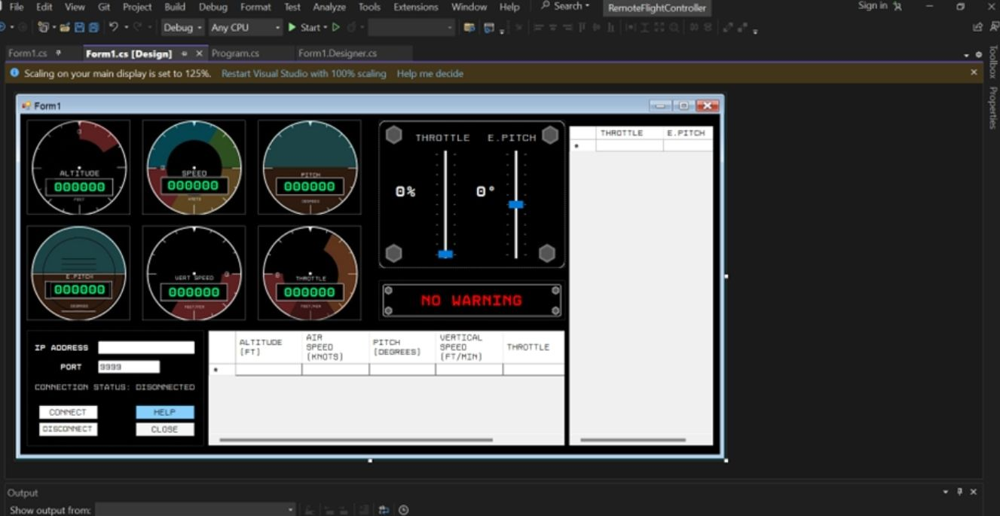 File Edit View Git Project Build Debug Format Test Analyze Tools Extensions Window Help Search RemoteFlightController Sign in
Debug Any CPU Start
Form1.cs Form1.cs [Design] Program.cs Form1.Designer.cs
Scaling on your main display is set to 125%. Restart Visual Studio with 100% scaling Help me decide
Toolbox
Properties
Form1
ALTITUDE
000000
FEET
SPEED
000000
KNOTS
PITCH
000000
DEGREES
E.PITCH
000000
DEGREES
VERT SPEED
000000
FEET/MIN
THROTTLE
000000
FEET/MIN
THROTTLE E.PITCH
0% 0°
NO WARNING
THROTTLE E.PITCH
IP ADDRESS
PORT 9999
CONNECTION STATUS: DISONNECTED
CONNECT HELP
DISCONNECT CLOSE
ALTITUDE
(FT)
AIR
SPEED
(KNOTS)
PITCH
(DEGREES)
VERTICAL
SPEED
(FT/MIN)
THROTTLE
Output
Show output from: